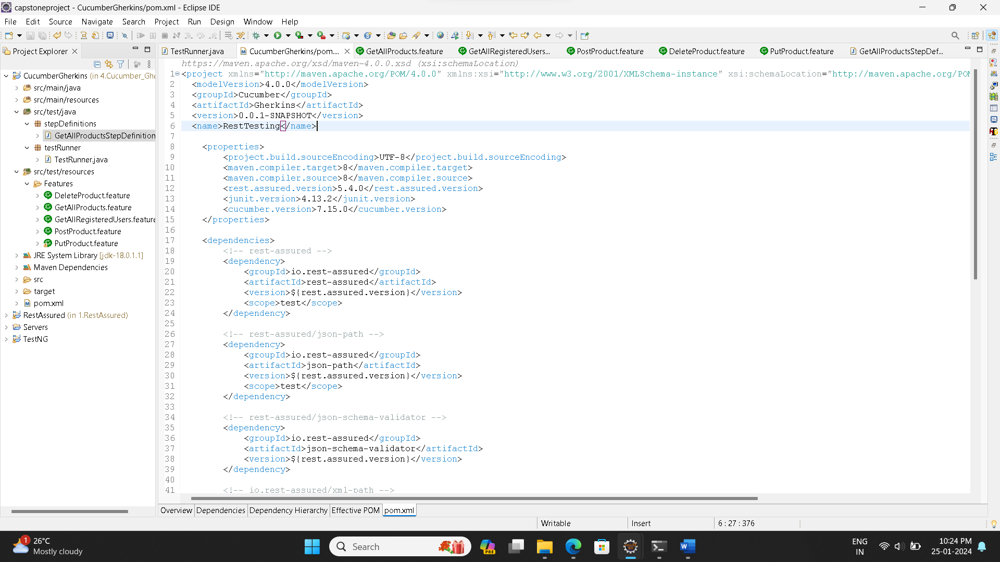 capstoneproject - CucumberGherkins/pom.xml - Eclipse IDE
File Edit Source Navigate Search Project Run Design Window Help
Project Explorer
TestRunner.java
CucumberGherkins/pom....
GetAllProducts.feature
GetAllRegisteredUsers...
PostProduct.feature
DeleteProduct.feature
PutProduct.feature
GetAllProductsStepDef...
CucumberGherkins (in 4.Cucumber_Ghe
src/main/java
src/main/resources
src/test/java
stepDefinitions
GetAllProductsStepDefinition
testRunner
TestRunner.java
src/test/resources
Features
DeleteProduct.feature
GetAllProducts.feature
GetAllRegisteredUsers.feature
PostProduct.feature
PutProduct.feature
JRE System Library [jdk-18.0.1.1]
Maven Dependencies
src
target
pom.xml
RestAssured (in 1.RestAssured)
Servers
TestNG
https://maven.apache.org/xsd/maven-4.0.0.xsd (xsi:schemaLocation)
1 <project xmlns="http://maven.apache.org/POM/4.0.0" xmlns:xsi="http://www.w3.org/2001/XMLSchema-instance" xsi:schemaLocation="http://maven.apache.org/POM
2 <modelVersion>4.0.0</modelVersion>
3 <groupId>Cucumber</groupId>
4 <artifactId>Gherkins</artifactId>
5 <version>0.0.1-SNAPSHOT</version>
6 <name>RestTesting</name>
7
8 <properties>
9 <project.build.sourceEncoding>UTF-8</project.build.sourceEncoding>
10 <maven.compiler.target>8</maven.compiler.target>
11 <maven.compiler.source>8</maven.compiler.source>
12 <rest.assured.version>5.4.0</rest.assured.version>
13 <junit.version>4.13.2</junit.version>
14 <cucumber.version>7.15.0</cucumber.version>
15 </properties>
16
17 <dependencies>
18 <!-- rest-assured -->
19 <dependency>
20 <groupId>io.rest-assured</groupId>
21 <artifactId>rest-assured</artifactId>
22 <version>${rest.assured.version}</version>
23 <scope>test</scope>
24 </dependency>
25
26 <!-- rest-assured/json-path -->
27 <dependency>
28 <groupId>io.rest-assured</groupId>
29 <artifactId>json-path</artifactId>
30 <version>${rest.assured.version}</version>
31 <scope>test</scope>
32 </dependency>
33
34 <!-- rest-assured/json-schema-validator -->
35 <dependency>
36 <groupId>io.rest-assured</groupId>
37 <artifactId>json-schema-validator</artifactId>
38 <version>${rest.assured.version}</version>
39 </dependency>
40
41 <!-- io.rest-assured/xml-path -->
Overview Dependencies Dependency Hierarchy Effective POM pom.xml
Writable Insert 6 : 27 : 376
1
26°C
Mostly cloudy
Search
PRE
ENG
IN
10:24 PM
25-01-2024